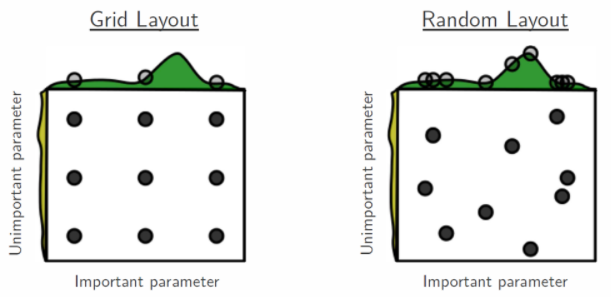 Grid Layout
Unimportant parameter
Important parameter
Random Layout
Unimportant parameter
Important parameter